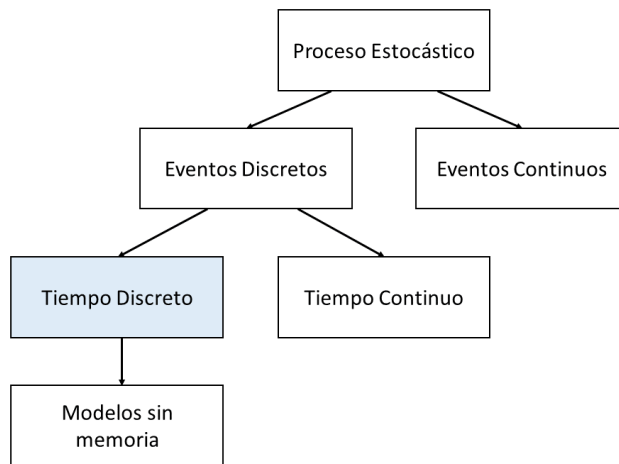 Proceso Estocástico
Eventos Discretos
Eventos Continuos
Tiempo Discreto
Tiempo Continuo
Modelos sin
memoria